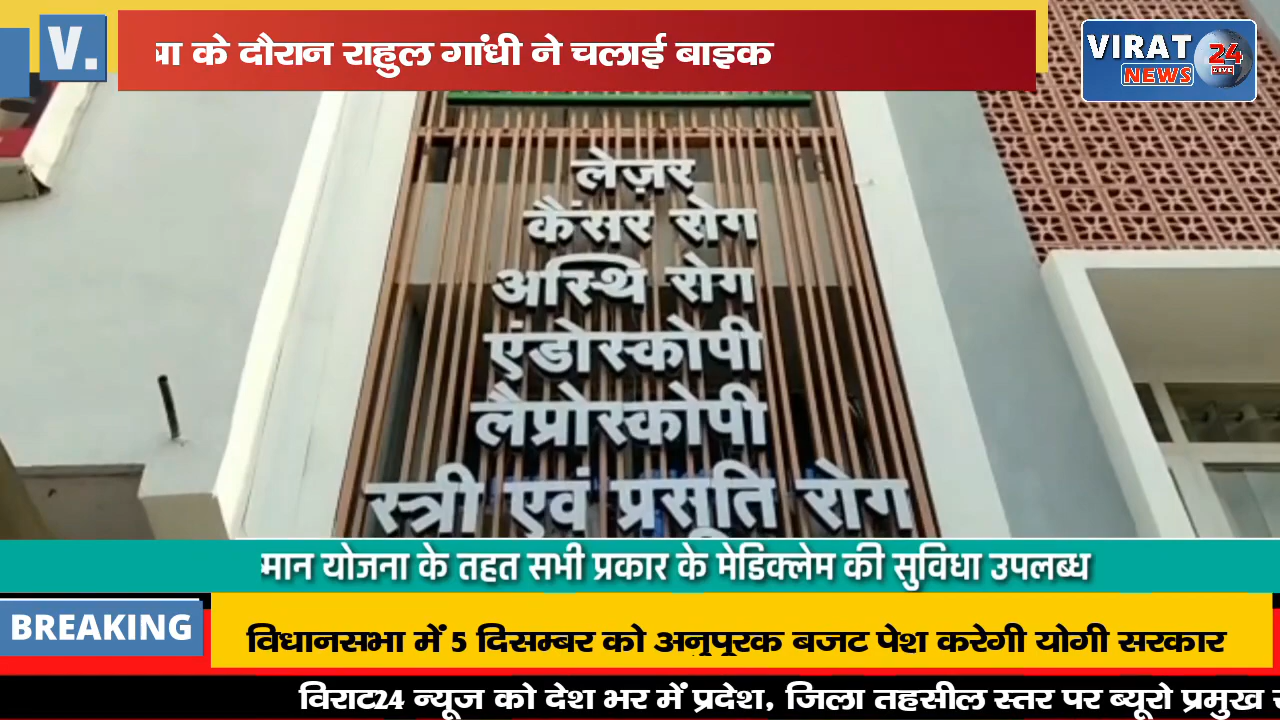 V.
के दौरान राहुल गांधी ने चलाई बाइक
VIRAT 24
NEWS LIVE
लेज़र
कैंसर रोग
अस्थि रोग
एंडोस्कोपी
लैप्रोस्कोपी
स्त्री एवं प्रसूति रोग
योजना के तहत सभी प्रकार के मेडिक्लेम की सुविधा उपलब्ध
BREAKING
विधानसभा में 5 दिसम्बर को अनुपूरक बजट पेश करेगी योगी सरकार
विराट24 न्यूज को देश भर में प्रदेश, जिला तहसील स्तर पर ब्यूरो प्रमुख